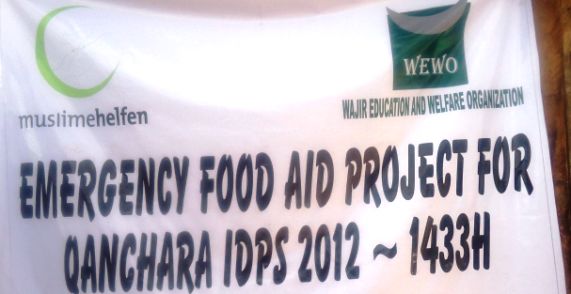 muslimehelfen
WEWO
WAJIR EDUCATION AND WELFARE ORGANIZATION
EMERGENCY FOOD AID PROJECT FOR
QANCHARA IDPS 2012 ~ 1433H